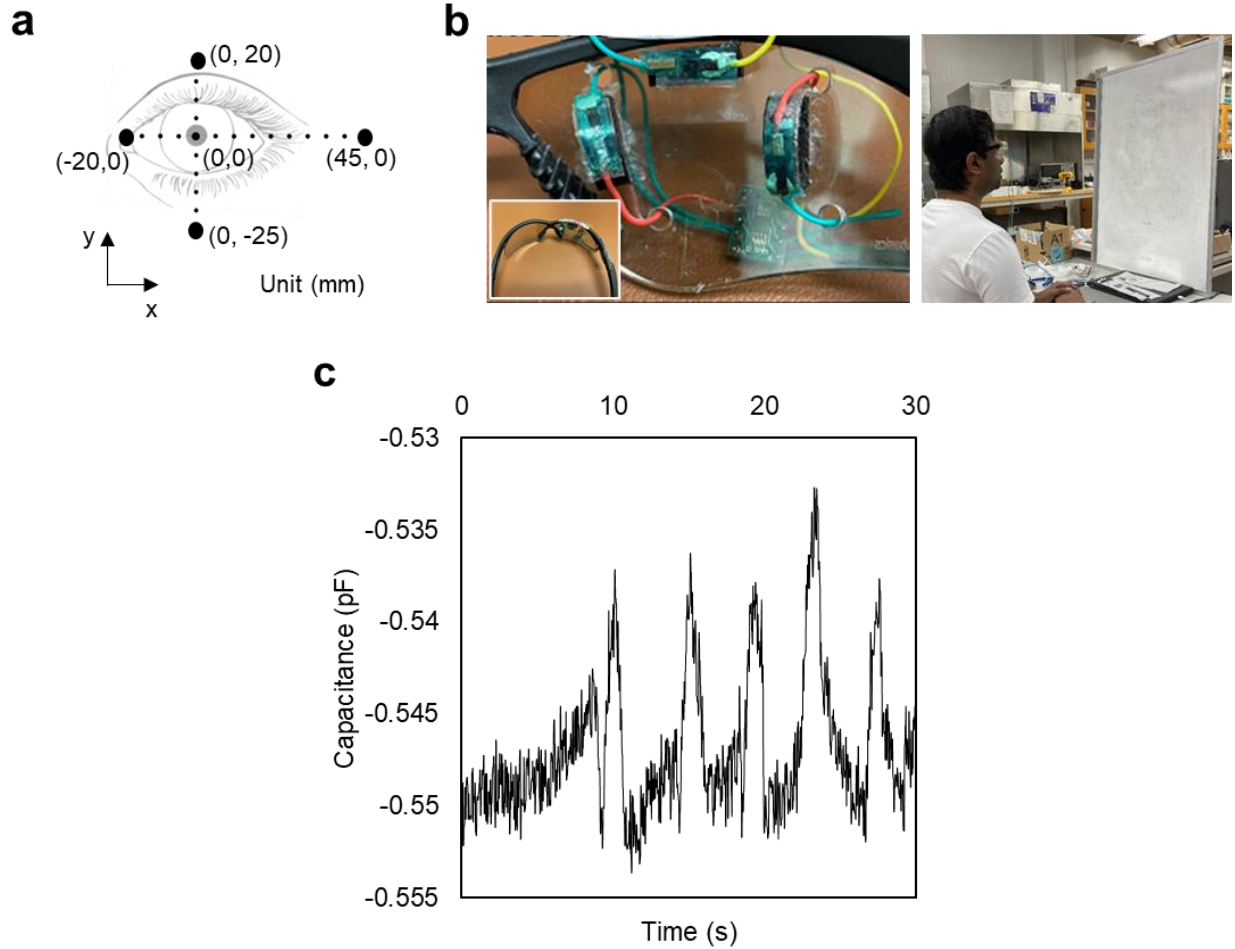 a
(0, 20)
(-20,0)
(0,0)
(45, 0)
(0, -25)
y
x
Unit (mm)
b
A1
c
0 10 20 30
-0.53
-0.535
-0.54
-0.545
-0.55
-0.555
Capacitance (pF)
Time (s)